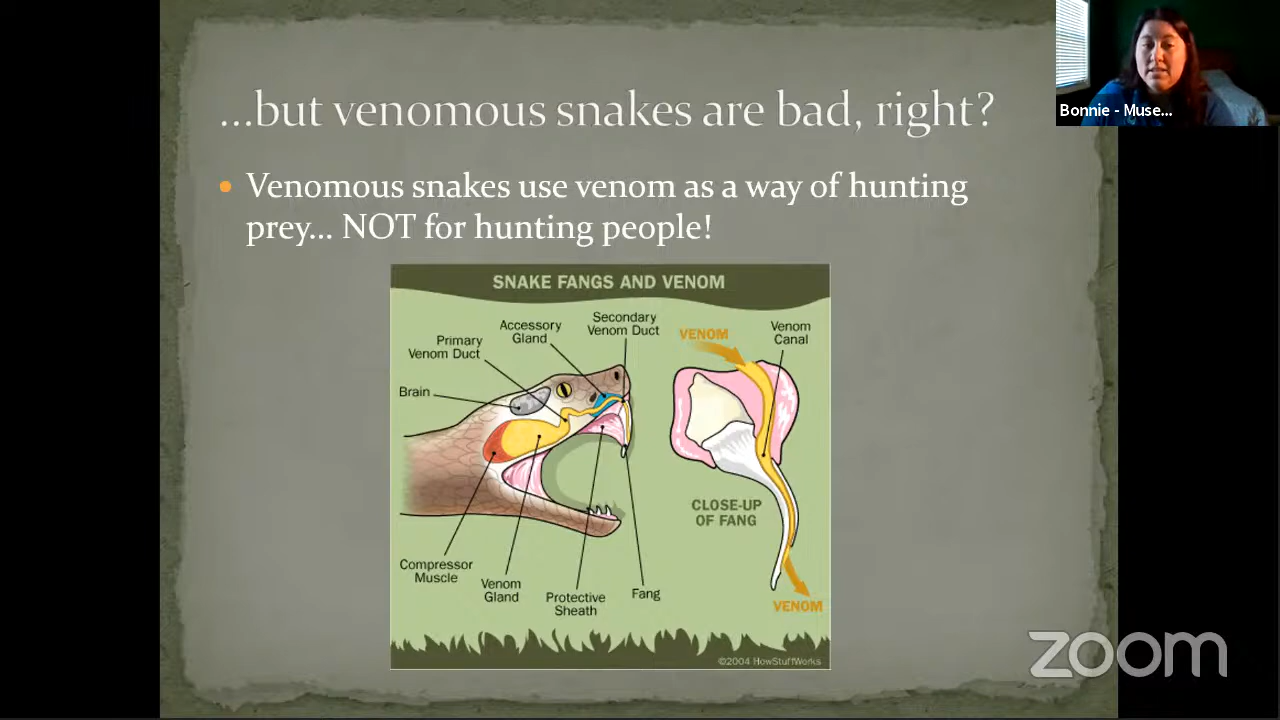 ...but venomous snakes are bad, right?
Venomous snakes use venom as a way of hunting
prey... NOT for hunting people!
SNAKE FANGS AND VENOM
Secondary
Venom Duct
Accessory
Gland
Primary
Venom Duct
Brain
VENOM
Venom
Canal
CLOSE-UP
OF FANG
Compressor
Muscle
Venom
Gland
Protective
Sheath
Fang
VENOM
©2004 HowStuffWorks
Bonnie - Muse...
zoom